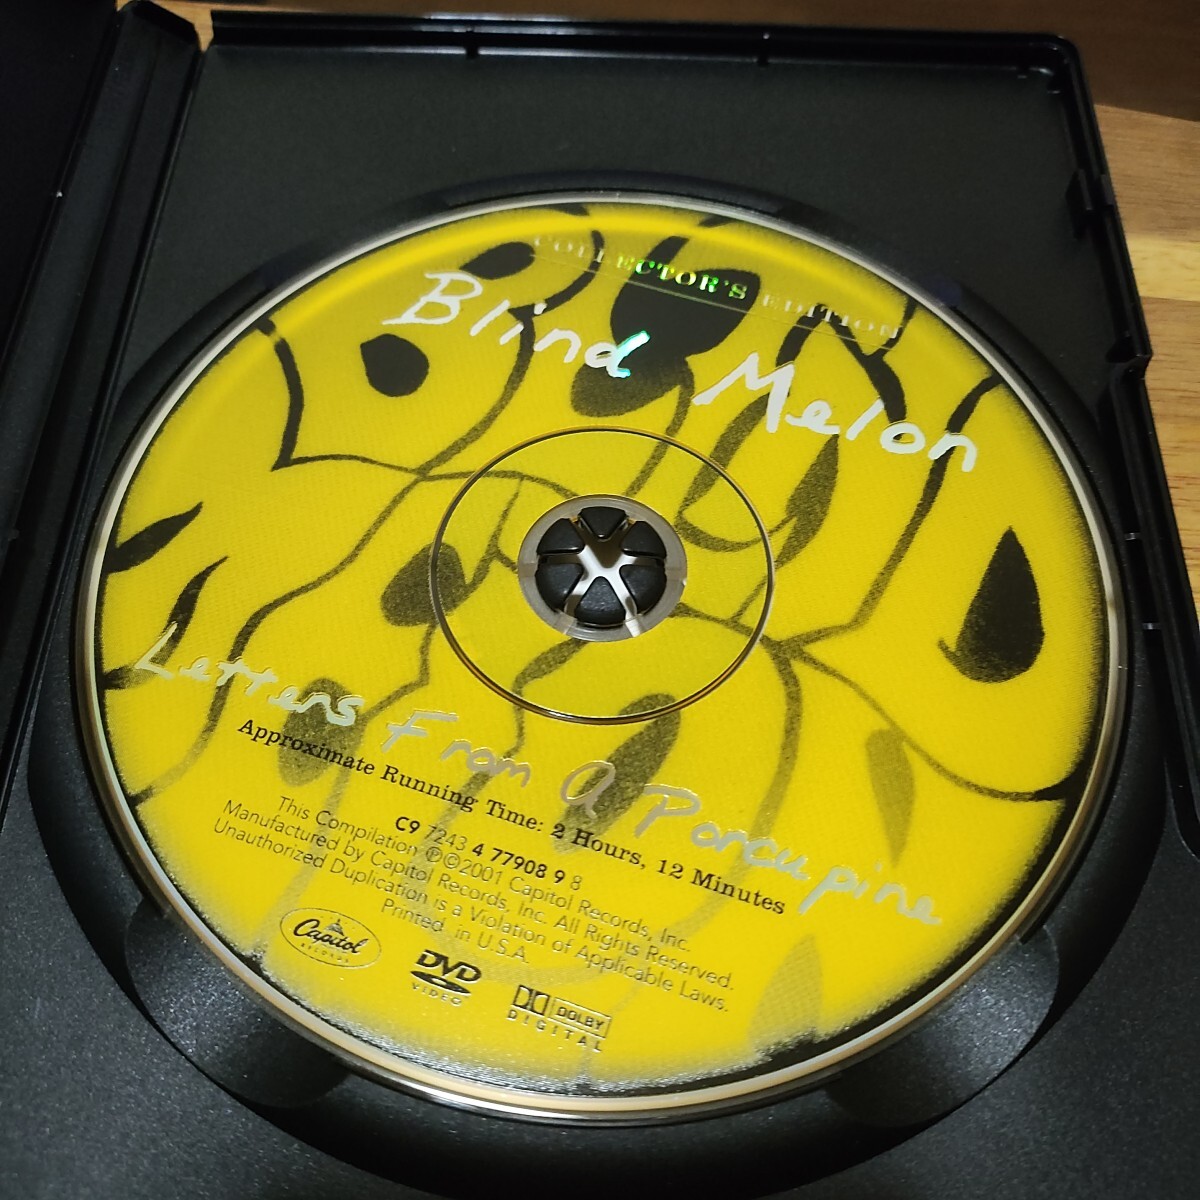 COLLECTOR'S EDITION
Blind Melon
Letters From A Porcupine
Approximate Running Time: 2 Hours, 12 Minutes
C9 7243 4 77908 9 8
This Compilation ℗©2001 Capitol Records, Inc.
Manufactured by Capitol Records, Inc. All Rights Reserved.
Unauthorized Duplication is a Violation of Applicable Laws.
Printed in U.S.A.
Capitol
RECORDS
DVD
VIDEO
DOLBY
DIGITAL